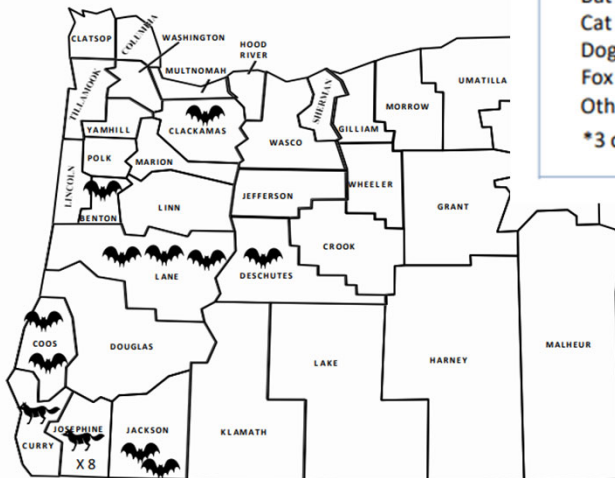 Bat
Cat
Dog
Fox
Oth
*3 c
CLATSOP
COLUMBIA
WASHINGTON
HOOD
RIVER
MULTNOMAH
TILLAMOOK
UMATILLA
SHERMAN
MORROW
YAMHILL
CLACKAMAS
GILLIAM
WASCO
POLK
MARION
LINCOLN
WHEELER
JEFFERSON
LINN
GRANT
BENTON
CROOK
LANE
DESCHUTES
COOS
DOUGLAS
MALHEUR
LAKE
HARNEY
JOSEPHINE
JACKSON
KLAMATH
CURRY
X 8